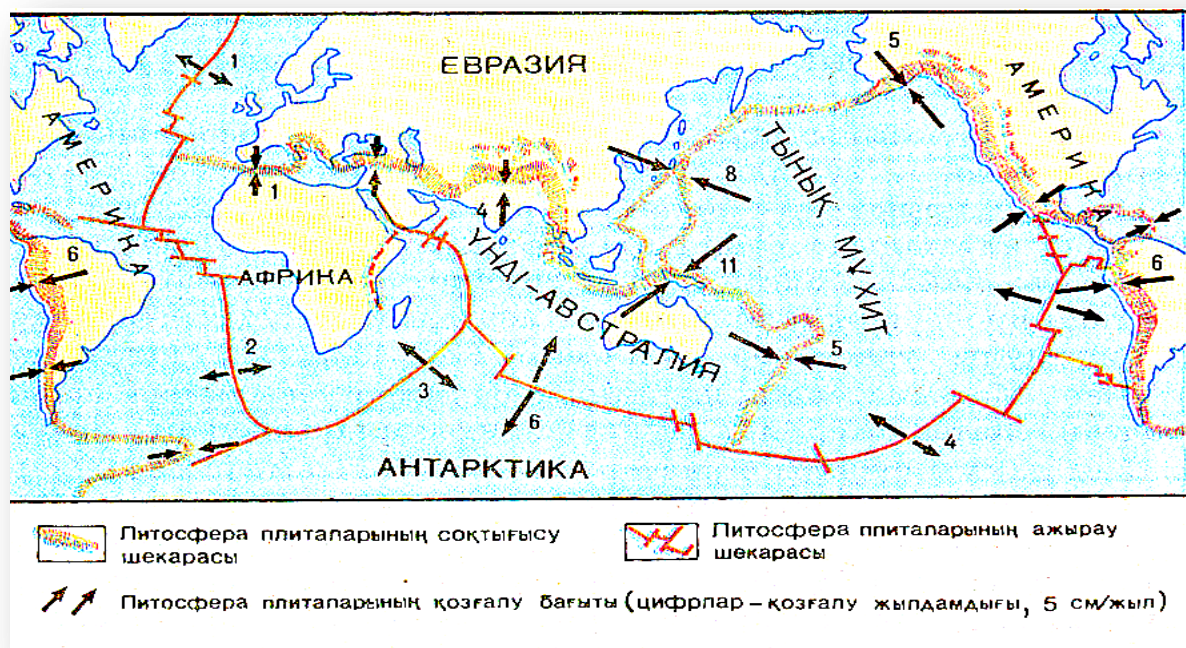 1
5
ЕВРАЗИЯ
АМЕРИҚА
АМЕРИҚА
ТЫНЫҚ МҰХИТ
8
1
4
ҮНДІ-АВСТРАЛИЯ
11
6
АФРИКА
6
2
3
5
6
4
АНТАРКТИКА
Литосфера плиталарының соқтығысу
шекарасы
Литосфера плиталарының ажырау
шекарасы
Литосфера плиталарының қозғалу бағыты (цифрлар – қозғалу жылдамдығы, 5 см/жыл)